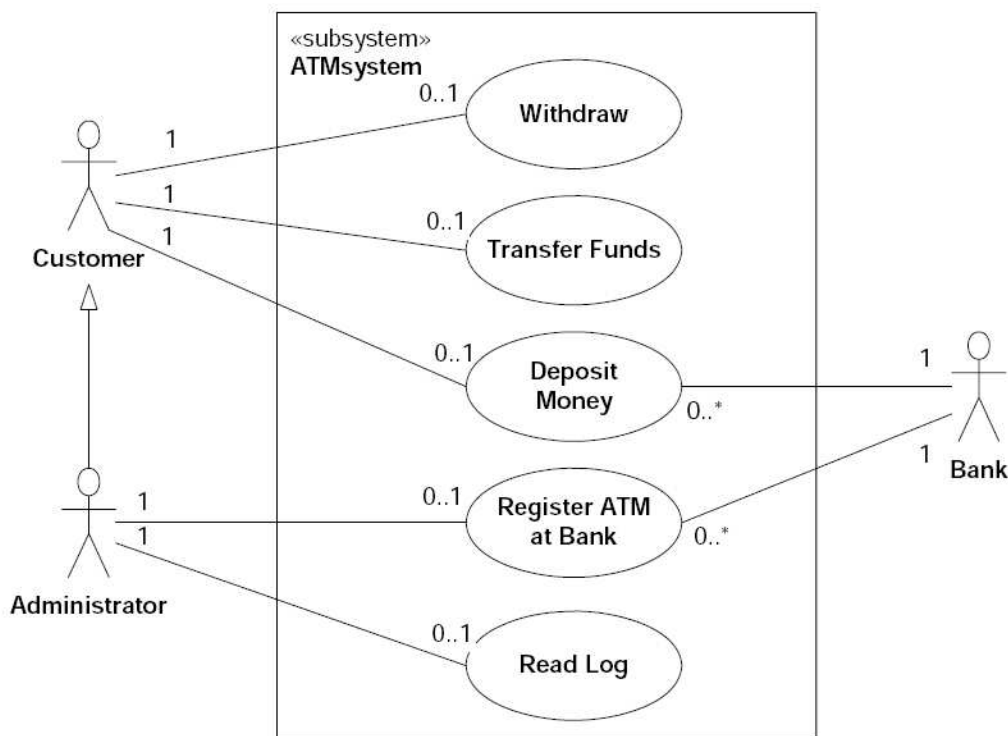 «subsystem»
ATMsystem
0..1
Withdraw
1
1
0..1
Transfer Funds
1
Customer
0..1
Deposit
Money
1
0..*
1
Bank
0..1
Register ATM
at Bank
1
1
0..*
Administrator
0..1
Read Log